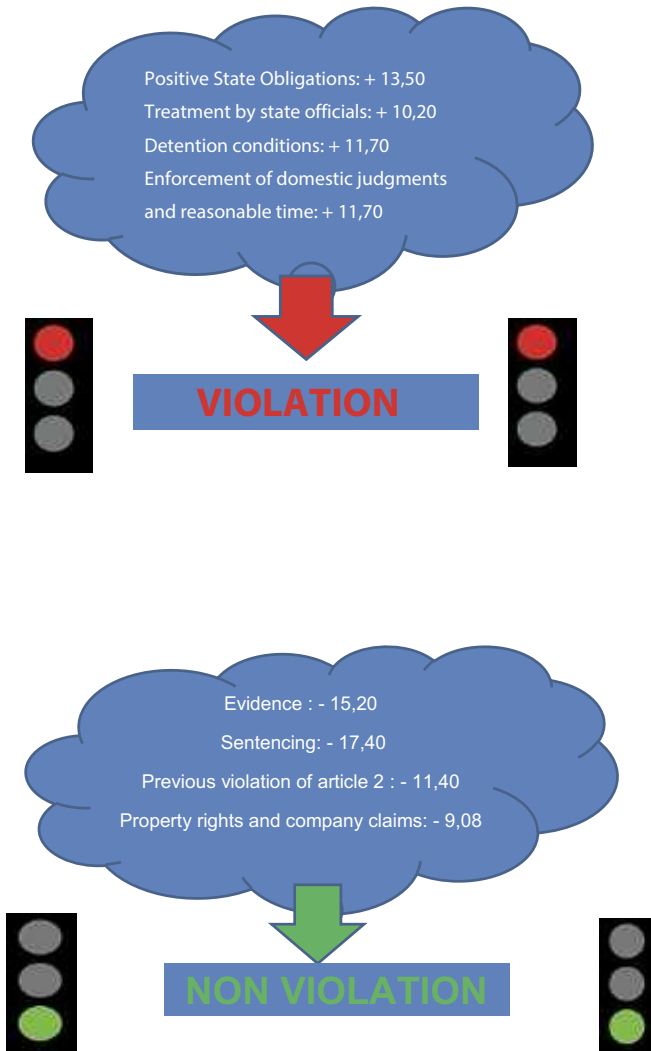 Positive State Obligations: + 13,50
Treatment by state officials: + 10,20
Detention conditions: + 11,70
Enforcement of domestic judgments
and reasonable time: + 11,70
VIOLATION
Evidence : - 15,20
Sentencing: - 17,40
Previous violation of article 2 : - 11,40
Property rights and company claims: - 9,08
NON VIOLATION